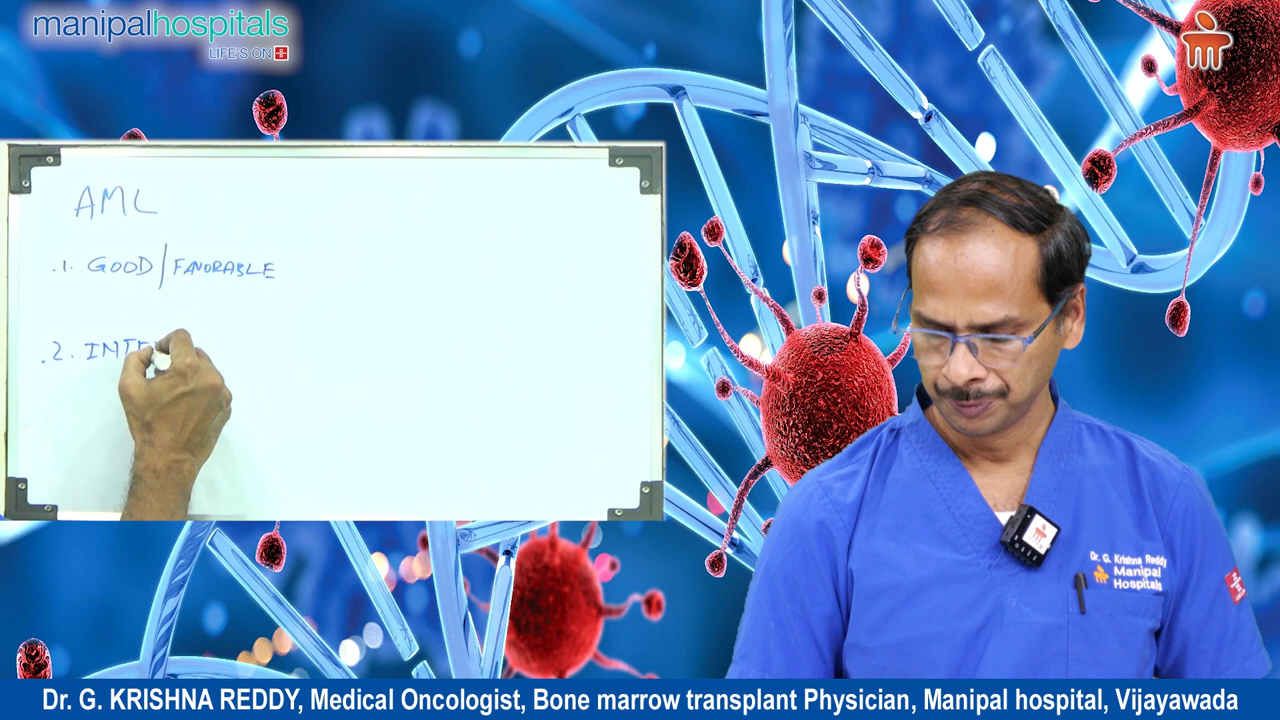 manipalhospitals
LIFE'S ON
AML
.1. GOOD/FAVORABLE
.2. INTE
Dr. G. Krishna Reddy
Manipal
Hospitals
Dr. G. KRISHNA REDDY, Medical Oncologist, Bone marrow transplant Physician, Manipal hospital, Vijayawada